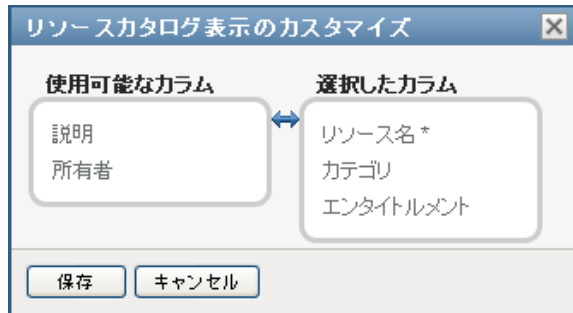 リソースカタログ表示のカスタマイズ
使用可能なカラム
説明
所有者
選択したカラム
リソース名 *
カテゴリ
エンタイトルメント
保存 キャンセル